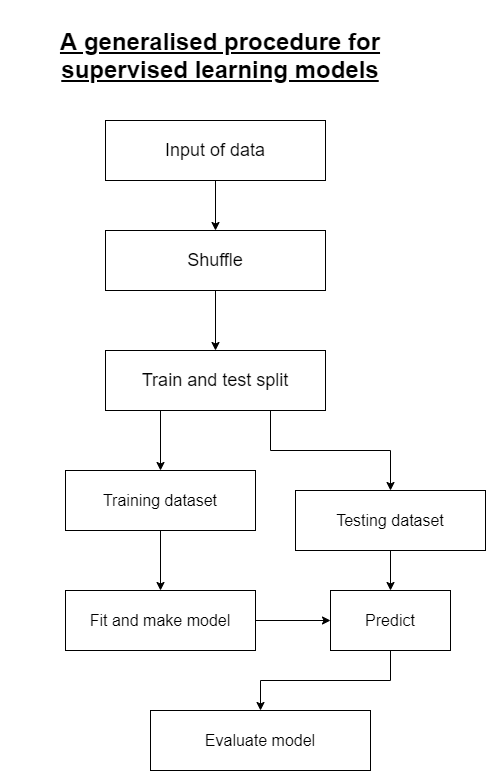 A generalised procedure for
supervised learning models
Input of data
Shuffle
Train and test split
Training dataset
Testing dataset
Fit and make model
Predict
Evaluate model